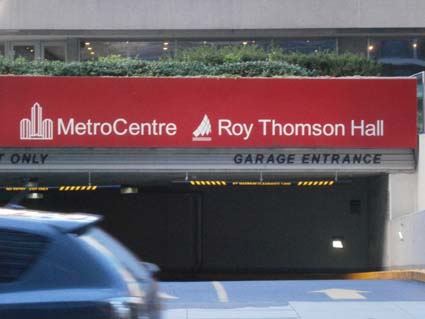 MetroCentre Roy Thomson Hall
T ONLY GARAGE ENTRANCE